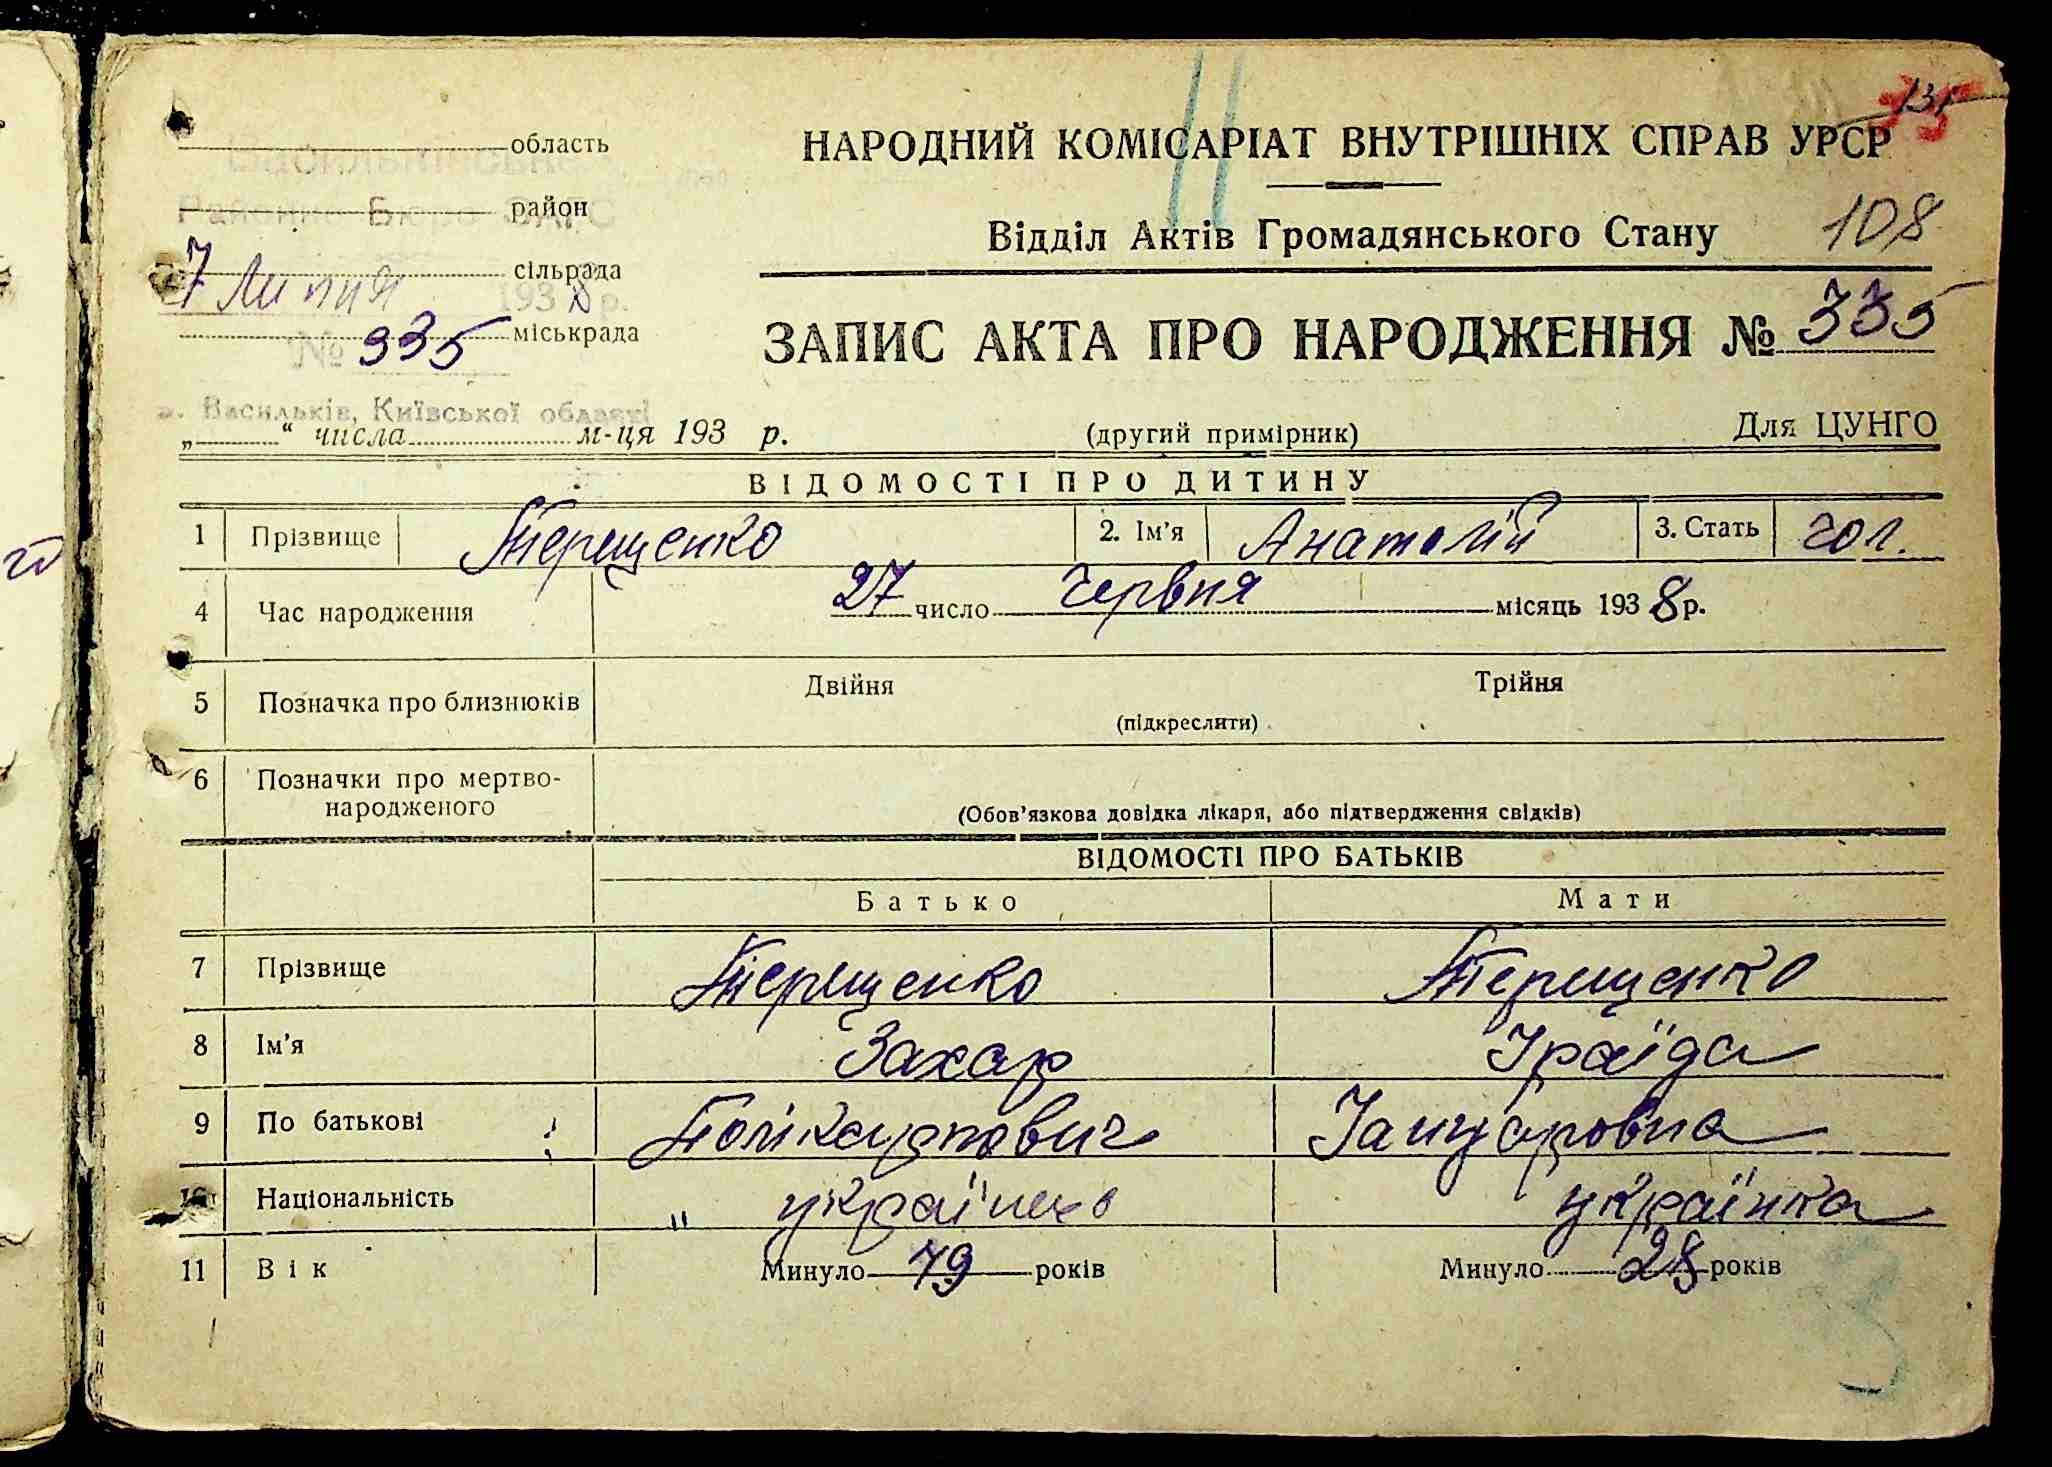 область НАРОДНИЙ КОМІСАРІАТ ВНУТРІШНІХ СПРАВ УРСР
Районне Бюро ЗАГС район
Відділ Актів Громадянського Стану 108
7 Липня 1938 р. сільрада
№ 335 міськрада
ЗАПИС АКТА ПРО НАРОДЖЕННЯ № 335
м. Васильків, Київської області
„ “ числа м-ця 193 р. (другий примірник) Для ЦУНГО
ВІДОМОСТІ ПРО ДИТИНУ
1 Прізвище Терещенко 2. Ім'я Анатолій 3. Стать чол.
4 Час народження 27 число Червня місяць 1938 р.
5 Позначка про близнюків Двійня Трійня
(підкреслити)
6 Позначки про мертво-
народженого
(Обов'язкова довідка лікаря, або підтвердження свідків)
ВІДОМОСТІ ПРО БАТЬКІВ
Батько Мати
7 Прізвище Терещенко Терещенко
8 Ім'я Захар Іраїда
9 По батькові Полікарпович
10 Національність " українець українка
11 Вік Минуло років Минуло 28 років